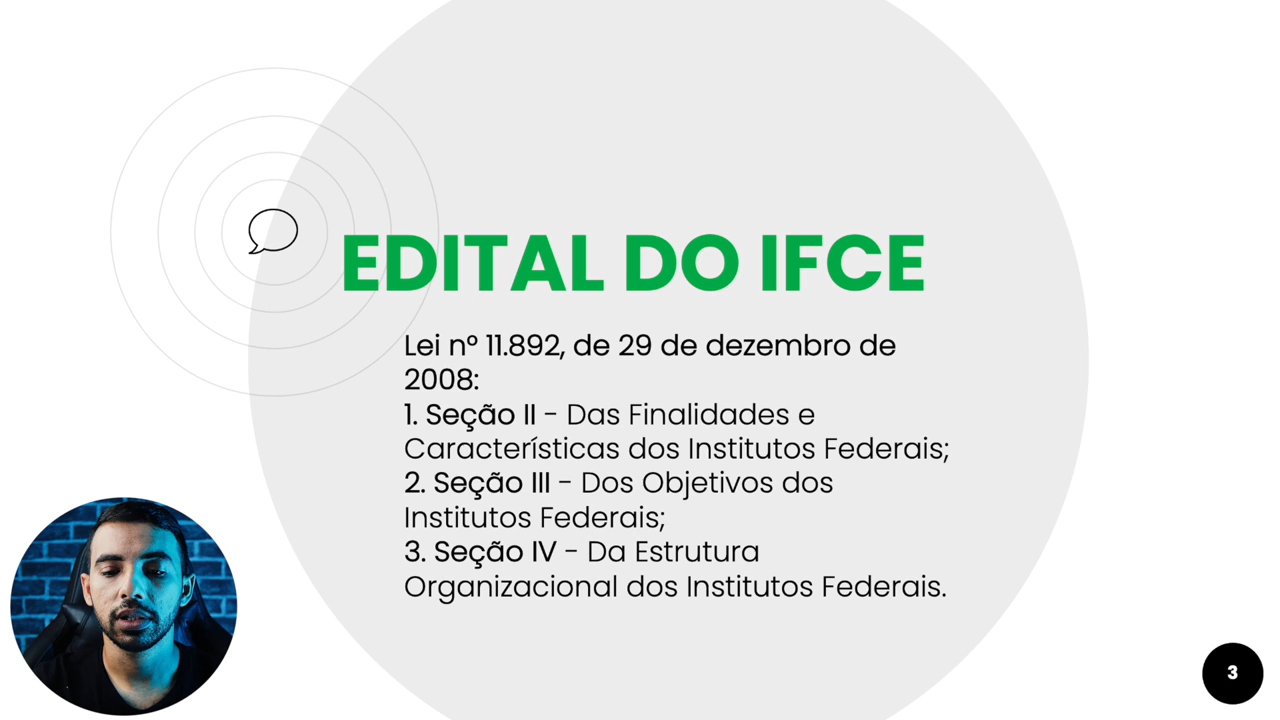 EDITAL DO IFCE
Lei nº 11.892, de 29 de dezembro de
2008:
1. Seção II - Das Finalidades e
Características dos Institutos Federais;
2. Seção III - Dos Objetivos dos
Institutos Federais;
3. Seção IV - Da Estrutura
Organizacional dos Institutos Federais.
3